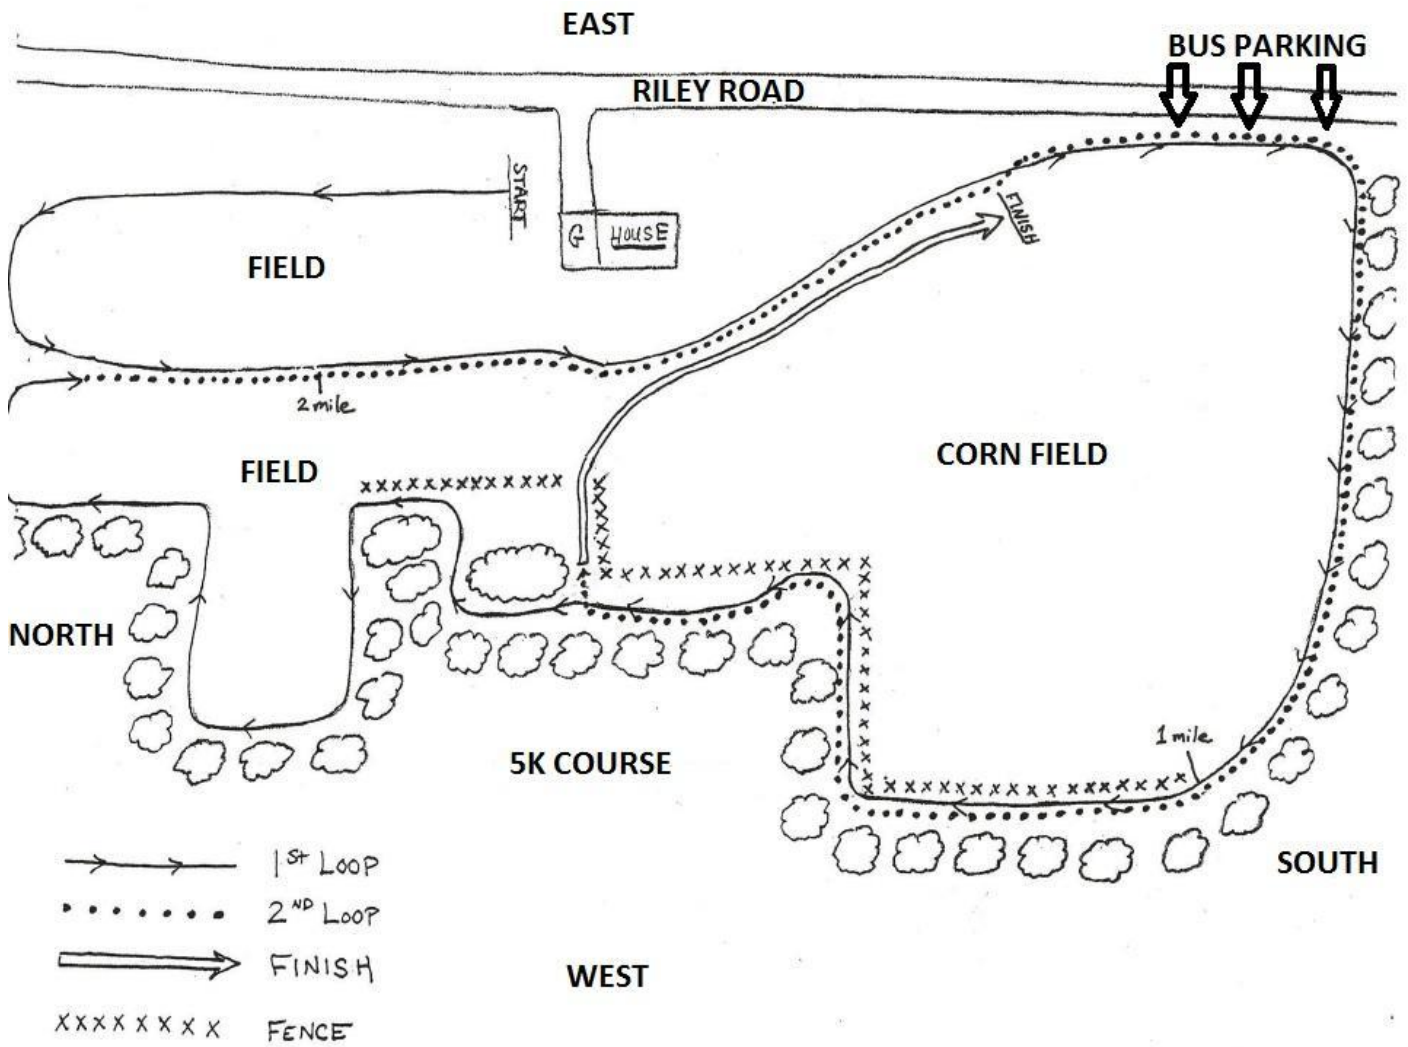 EAST
BUS PARKING
RILEY ROAD
START
G HOUSE
FINISH
FIELD
2 mile
FIELD
CORN FIELD
NORTH
1 mile
5K COURSE
SOUTH
1ST LOOP
2ND LOOP
FINISH
WEST
XXXXXXXXX FENCE